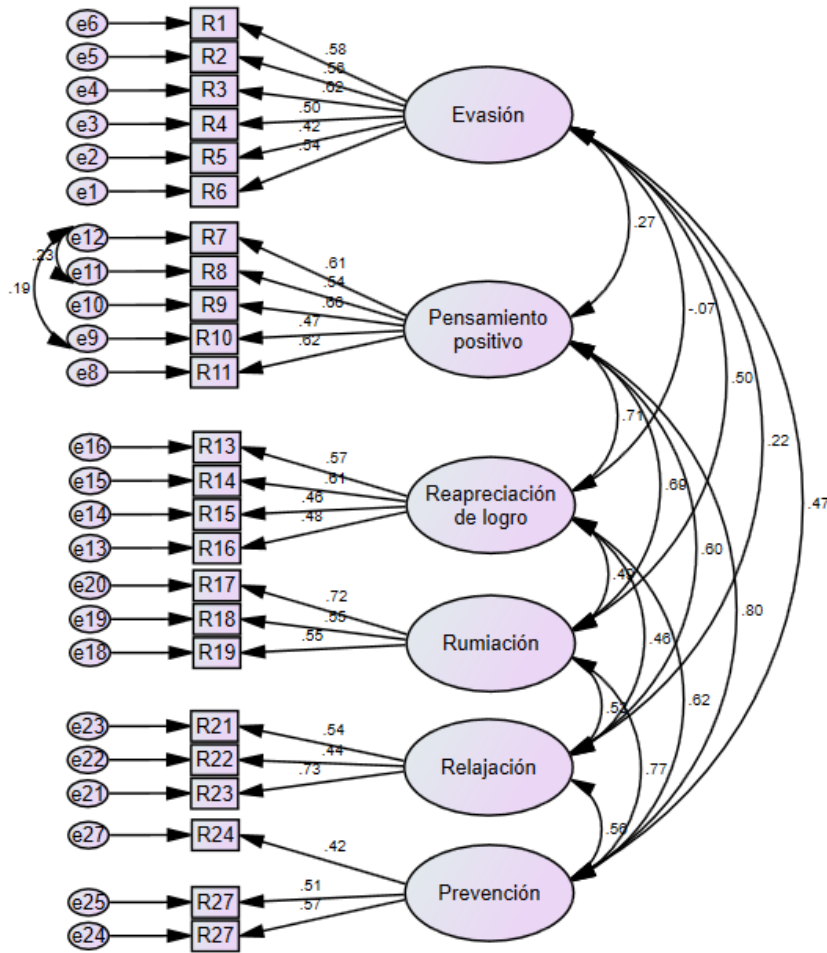 e6 R1 .58
e5 R2 .56
e4 R3 .62
Evasión
e3 R4 .50
e2 R5 .42
e1 R6 .54
e12 R7 .27
.23
e11 R8 .61
.19
.54
e10 R9 .66
-.07
Pensamiento
positivo
e9 R10 .47
e8 R11 .62
.50
.71
.22
e16 R13 .57
e15 R14 .61
.69
Reapreciación
de logro
.47
e14 R15 .46
e13 R16 .48
.60
e20 R17 .72
.80
e19 R18 .55
.46
e18 R19 .55
Rumiación
.62
e23 R21 .54
.77
e22 R22 .44
Relajación
e21 R23 .73
e27 R24 .42
.56
e25 R27 .51
Prevención
e24 R27 .57